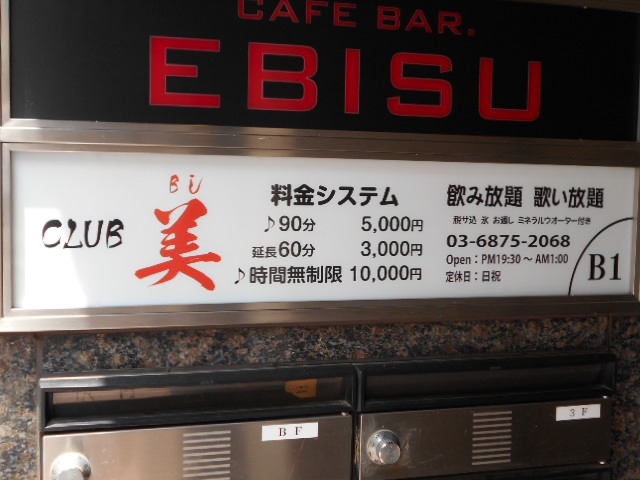 CAFE BAR.
EBISU
CLUB
Bi
美
料金システム
♪90分 5,000円
延長60分 3,000円
♪時間無制限 10,000円
飲み放題 歌い放題
税サ込 氷 お通し ミネラルウオーター付き
03-6875-2068
Open : PM19:30 ～ AM1:00
定休日 : 日祝
B1
B F
3 F